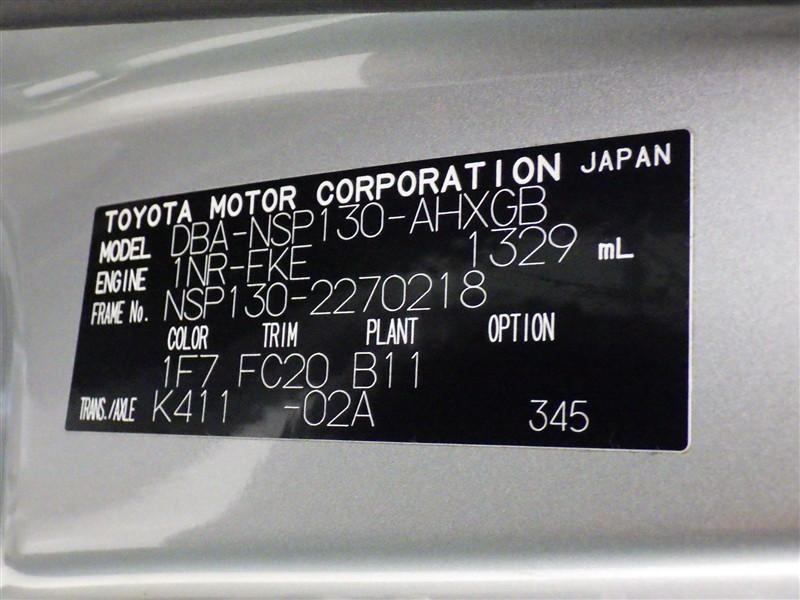 TOYOTA MOTOR CORPORATION JAPAN
MODEL DBA-NSP130-AHXGB
ENGINE 1NR-FKE 1329 mL
FRAME No. NSP130-2270218
COLOR TRIM PLANT OPTION
1F7 FC20 B11
TRANS./AXLE K411 -02A 345